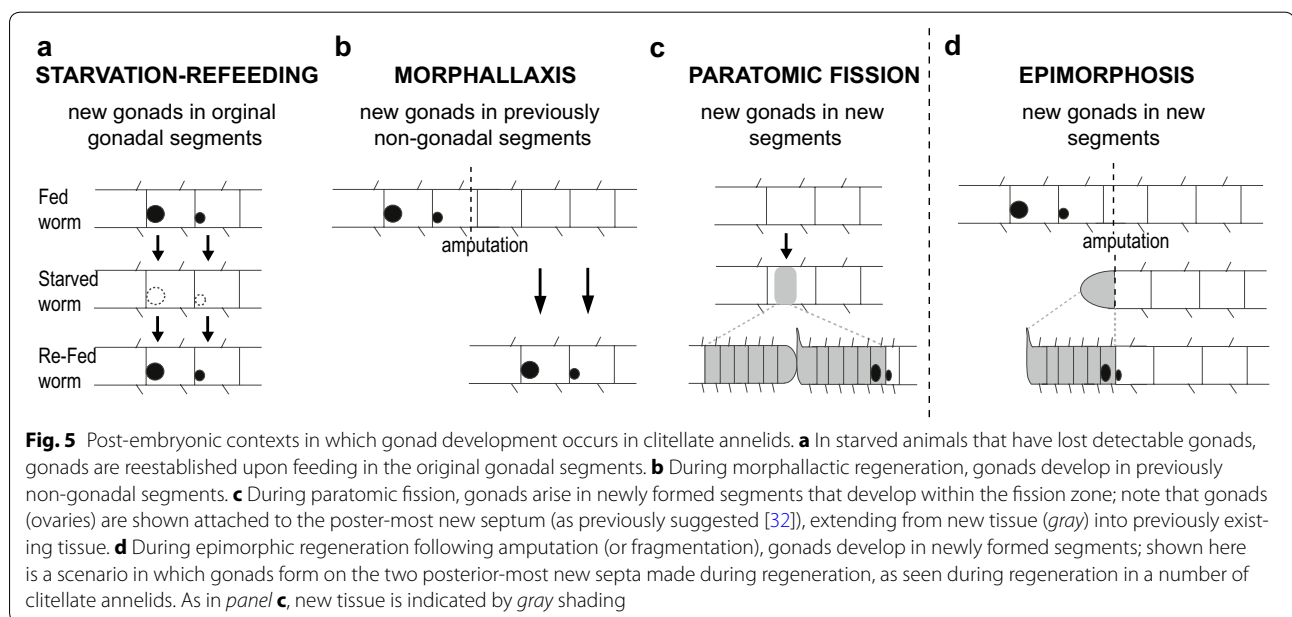 a
STARVATION-REFEEDING
new gonads in orginal
gonadal segments
Fed
worm
Starved
worm
Re-Fed
worm
b
MORPHALLAXIS
new gonads in previously
non-gonadal segments
amputation
c
PARATOMIC FISSION
new gonads in new
segments
d
EPIMORPHOSIS
new gonads in new
segments
amputation
Fig. 5 Post-embryonic contexts in which gonad development occurs in clitellate annelids. a In starved animals that have lost detectable gonads,
gonads are reestablished upon feeding in the original gonadal segments. b During morphallactic regeneration, gonads develop in previously
non-gonadal segments. c During paratomic fission, gonads arise in newly formed segments that develop within the fission zone; note that gonads
(ovaries) are shown attached to the poster-most new septum (as previously suggested [32]), extending from new tissue (gray) into previously exist-
ing tissue. d During epimorphic regeneration following amputation (or fragmentation), gonads develop in newly formed segments; shown here
is a scenario in which gonads form on the two posterior-most new septa made during regeneration, as seen during regeneration in a number of
clitellate annelids. As in panel c, new tissue is indicated by gray shading